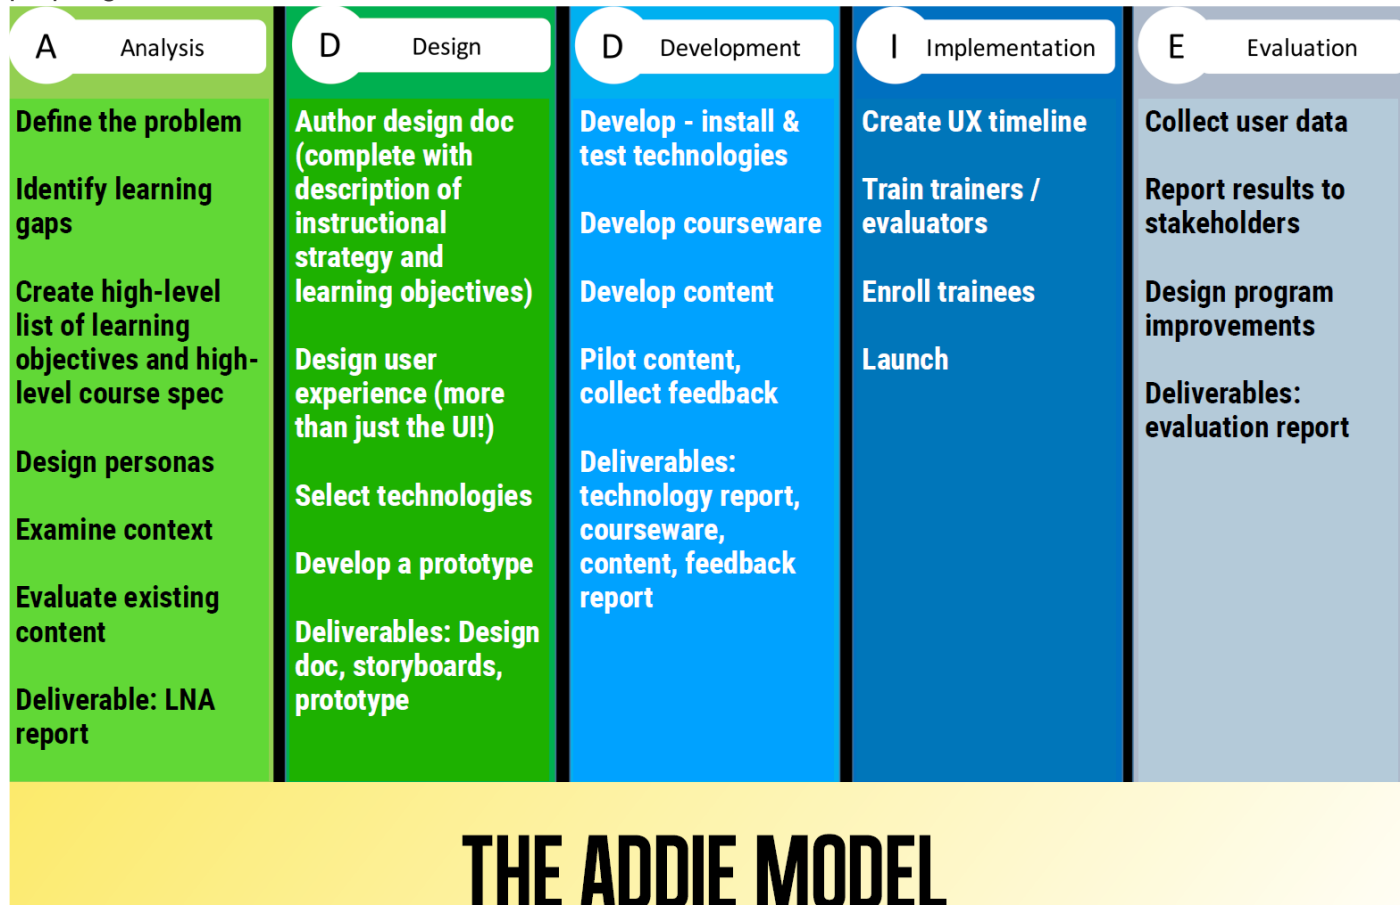 A Analysis
Define the problem
Identify learning
gaps
Create high-level
list of learning
objectives and high-
level course spec
Design personas
Examine context
Evaluate existing
content
Deliverable: LNA
report
D Design
Author design doc
(complete with
description of
instructional
strategy and
learning objectives)
Design user
experience (more
than just the UI!)
Select technologies
Develop a prototype
Deliverables: Design
doc, storyboards,
prototype
D Development
Develop - install &
test technologies
Develop courseware
Develop content
Pilot content,
collect feedback
Deliverables:
technology report,
courseware,
content, feedback
report
I Implementation
Create UX timeline
Train trainers /
evaluators
Enroll trainees
Launch
E Evaluation
Collect user data
Report results to
stakeholders
Design program
improvements
Deliverables:
evaluation report
THE ADDIE MODEL